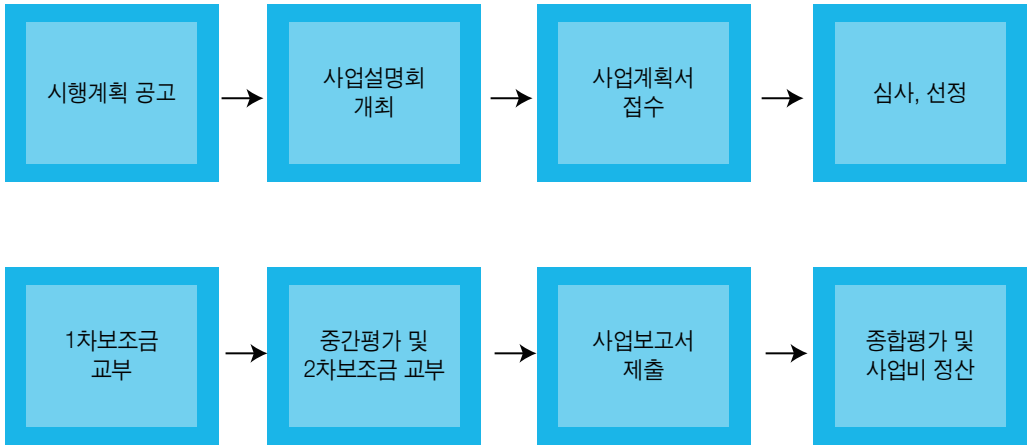 시행계획 공고
사업설명회
개최
사업계획서
접수
심사, 선정
1차보조금
교부
중간평가 및
2차보조금 교부
사업보고서
제출
종합평가 및
사업비 정산